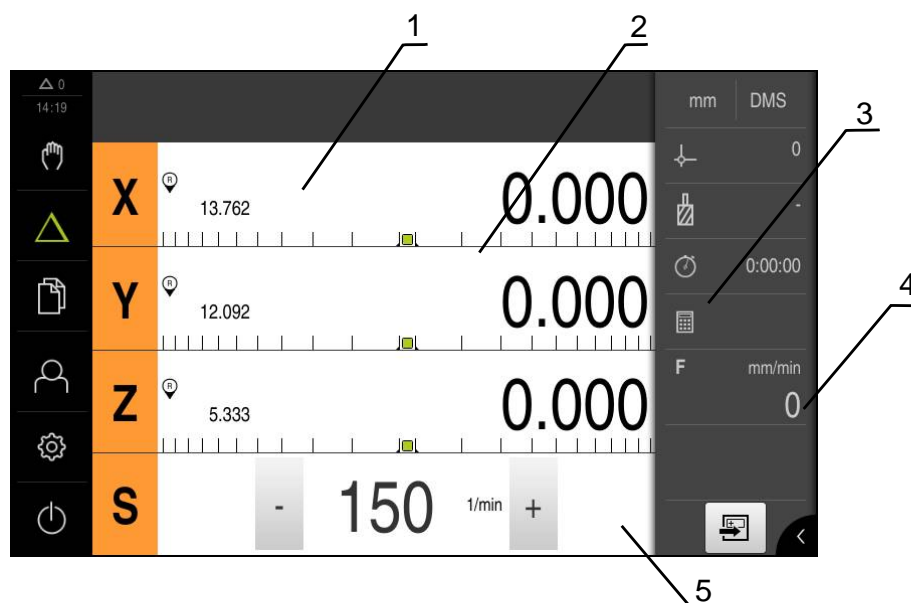 1
2
△ 0
14:19
mm DMS
3
0
X
R
13.762
0.000
-
0:00:00
4
Y
R
12.092
0.000
F mm/min
0
Z
R
5.333
0.000
S
- 150 1/min +
5